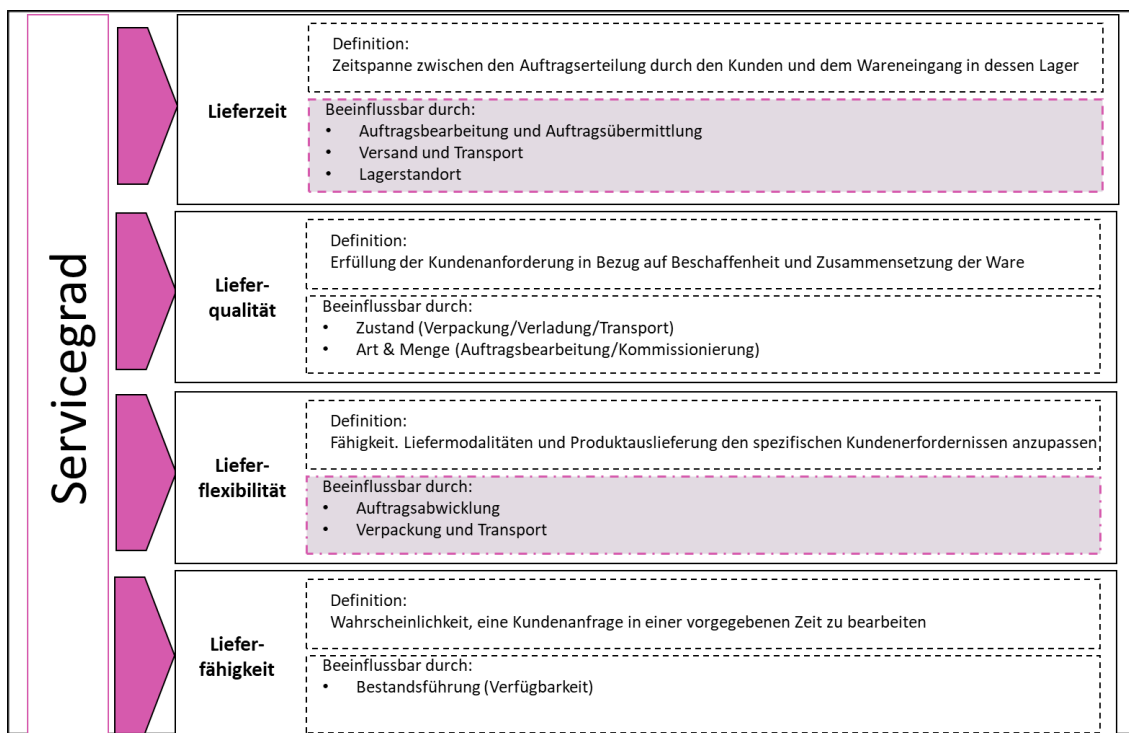 Servicegrad
Lieferzeit
Definition:
Zeitspanne zwischen den Auftragserteilung durch den Kunden und dem Wareneingang in dessen Lager
Beeinflussbar durch:
• Auftragsbearbeitung und Auftragsübermittlung
• Versand und Transport
• Lagerstandort
Liefer-
qualität
Definition:
Erfüllung der Kundenanforderung in Bezug auf Beschaffenheit und Zusammensetzung der Ware
Beeinflussbar durch:
• Zustand (Verpackung/Verladung/Transport)
• Art & Menge (Auftragsbearbeitung/Kommissionierung)
Liefer-
flexibilität
Definition:
Fähigkeit. Liefermodalitäten und Produktauslieferung den spezifischen Kundenerfordernissen anzupassen
Beeinflussbar durch:
• Auftragsabwicklung
• Verpackung und Transport
Liefer-
fähigkeit
Definition:
Wahrscheinlichkeit, eine Kundenanfrage in einer vorgegebenen Zeit zu bearbeiten
Beeinflussbar durch:
• Bestandsführung (Verfügbarkeit)